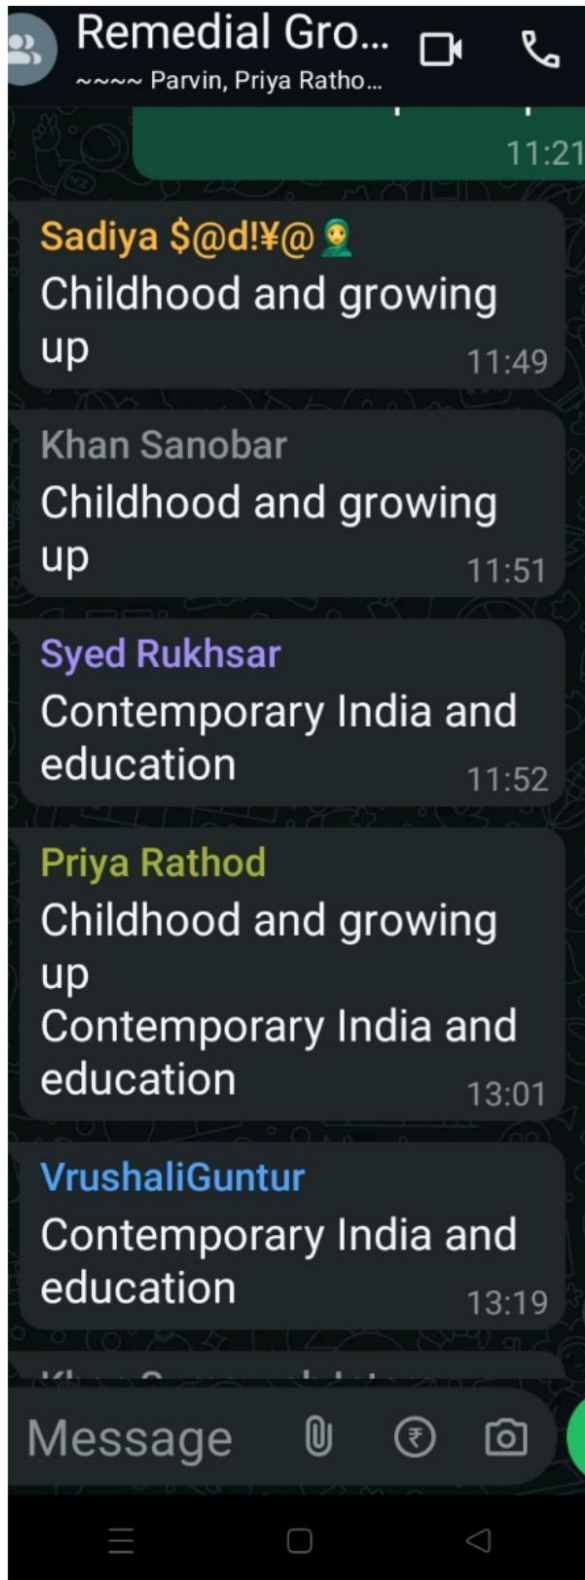 Remedial Gro...
~~~~ Parvin, Priya Ratho...
11:21
Sadiya $@d!¥@🧕
Childhood and growing
up
11:49
Khan Sanobar
Childhood and growing
up
11:51
Syed Rukhsar
Contemporary India and
education
11:52
Priya Rathod
Childhood and growing
up
Contemporary India and
education
13:01
VrushaliGuntur
Contemporary India and
education
13:19
Message